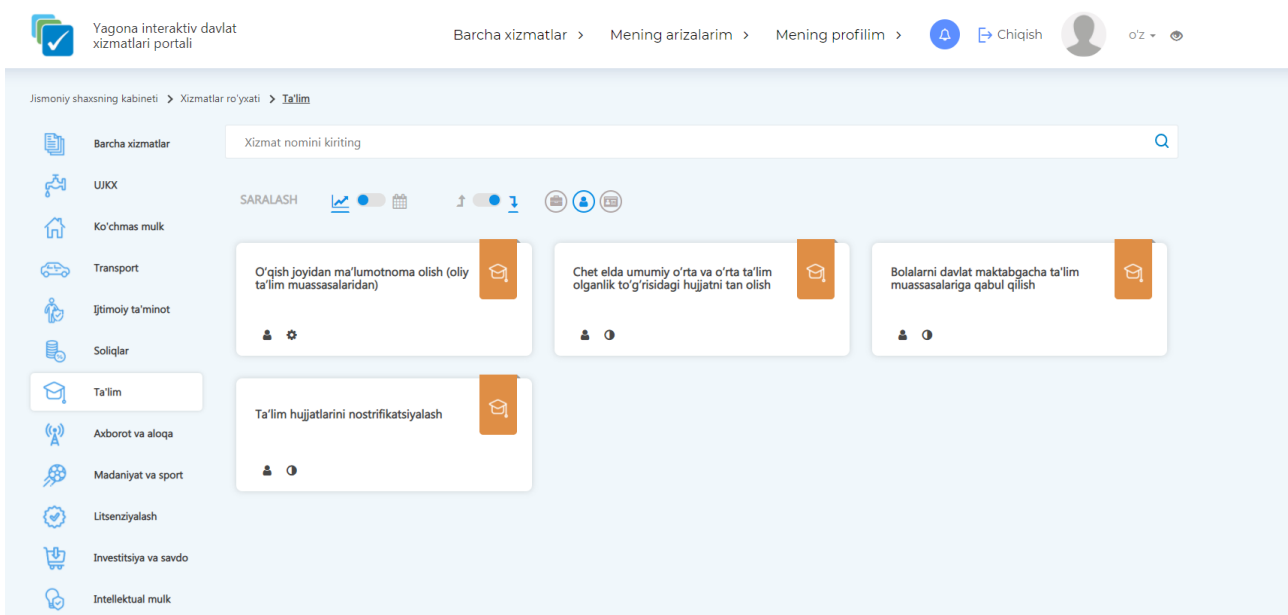 Yagona interaktiv davlat
xizmatlari portali
Barcha xizmatlar >
Mening arizalarim >
Mening profilim >
Chiqish
o'z
Jismoniy shaxsning kabineti > Xizmatlar ro'yxati > Ta'lim
Barcha xizmatlar
UJKX
Ko'chmas mulk
Transport
Ijtimoiy ta'minot
Soliqlar
Ta'lim
Axborot va aloqa
Madaniyat va sport
Litsenziyalash
Investitsiya va savdo
Intellektual mulk
Xizmat nomini kiriting
SARALASH
O‘qish joyidan ma’lumotnoma olish (oliy
ta’lim muassasalaridan)
Chet elda umumiy o‘rta va o‘rta ta’lim
olganlik to‘g‘risidagi hujjatni tan olish
Bolalarni davlat maktabgacha ta'lim
muassasalariga qabul qilish
Ta’lim hujjatlarini nostrifikatsiyalash